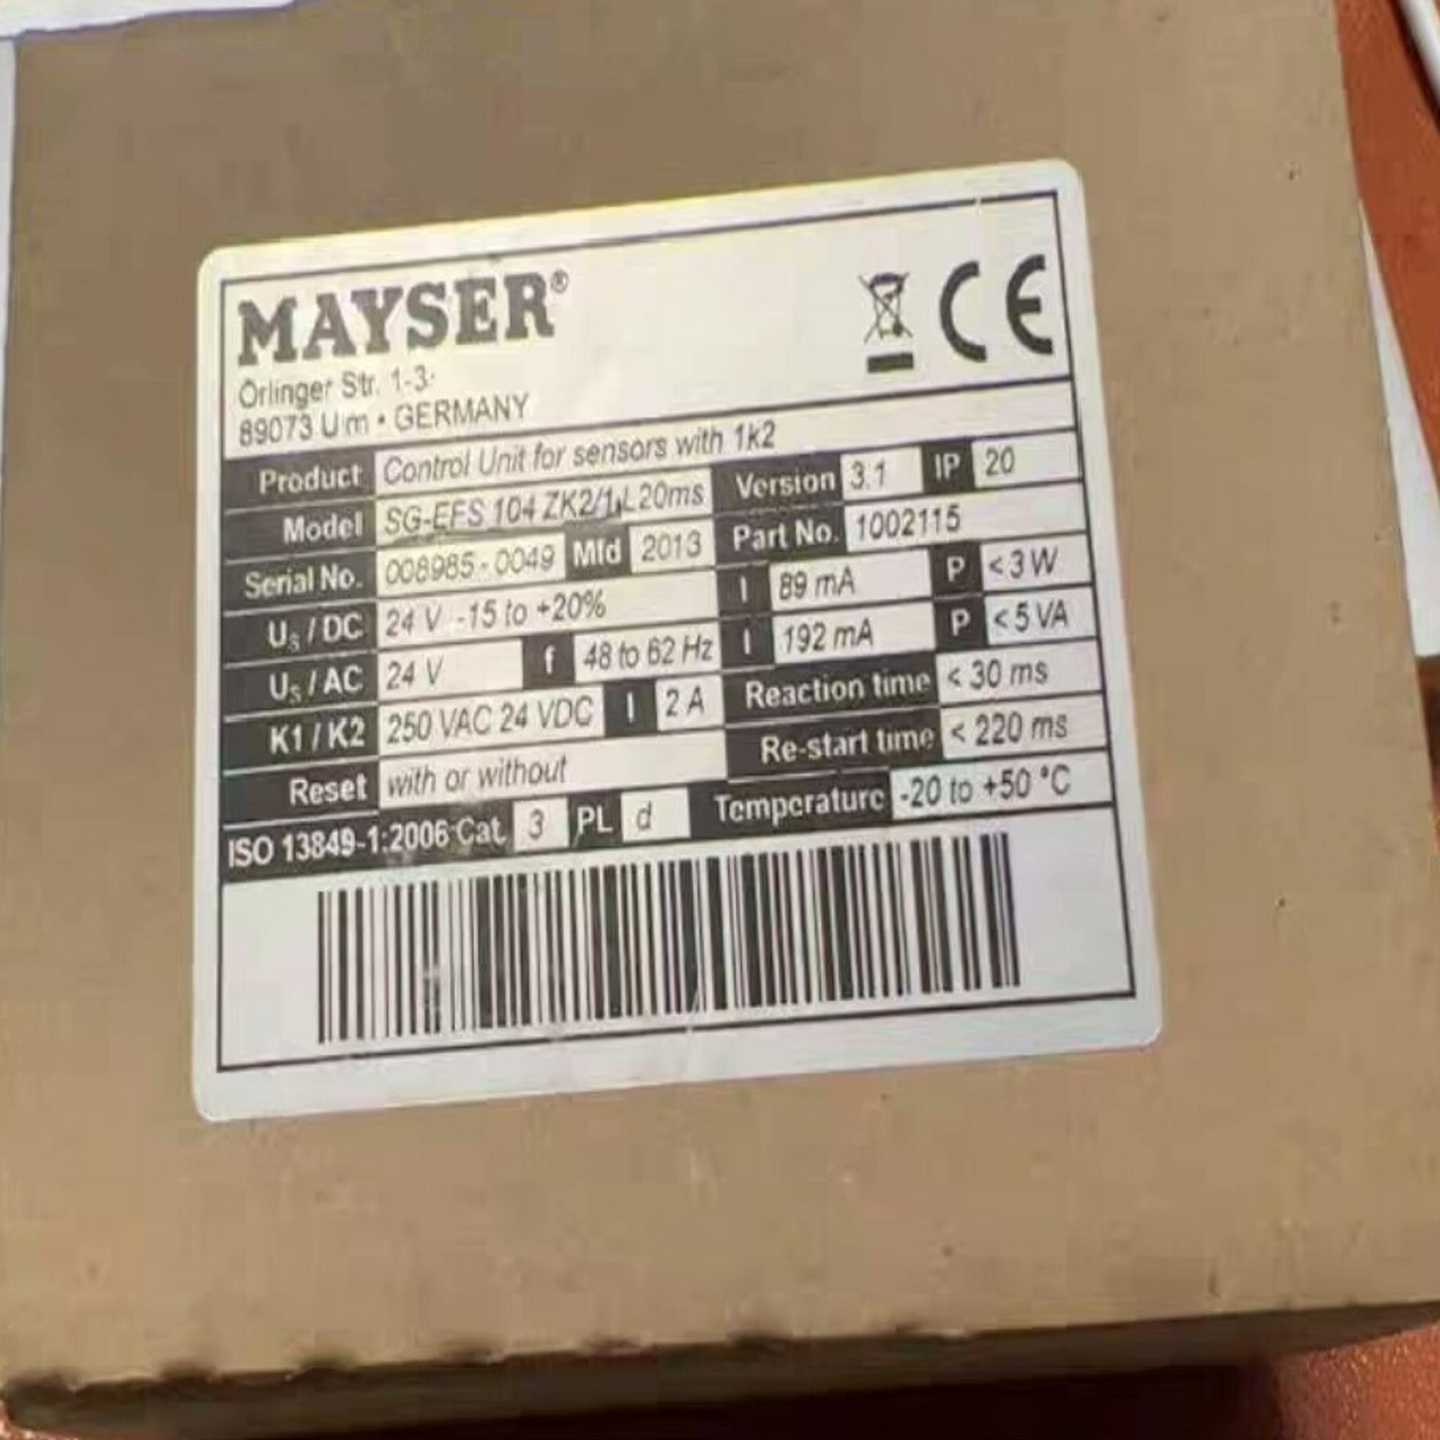 MAYSER®
CE
Örlinger Str. 1-3
89073 Ulm • GERMANY
Product Control Unit for sensors with 1k2
Model SG-EFS 104 ZK2/1 L20ms Version 3.1 IP 20
Serial No. 008985-0049 Mfd 2013 Part No. 1002115
US / DC 24 V -15 to +20% I 89 mA P < 3 W
US / AC 24 V f 48 to 62 Hz I 192 mA P < 5 VA
K1 / K2 250 VAC 24 VDC I 2 A Reaction time < 30 ms
Reset with or without Re-start time < 220 ms
ISO 13849-1:2006 Cat. 3 PL d Temperature -20 to +50 °C